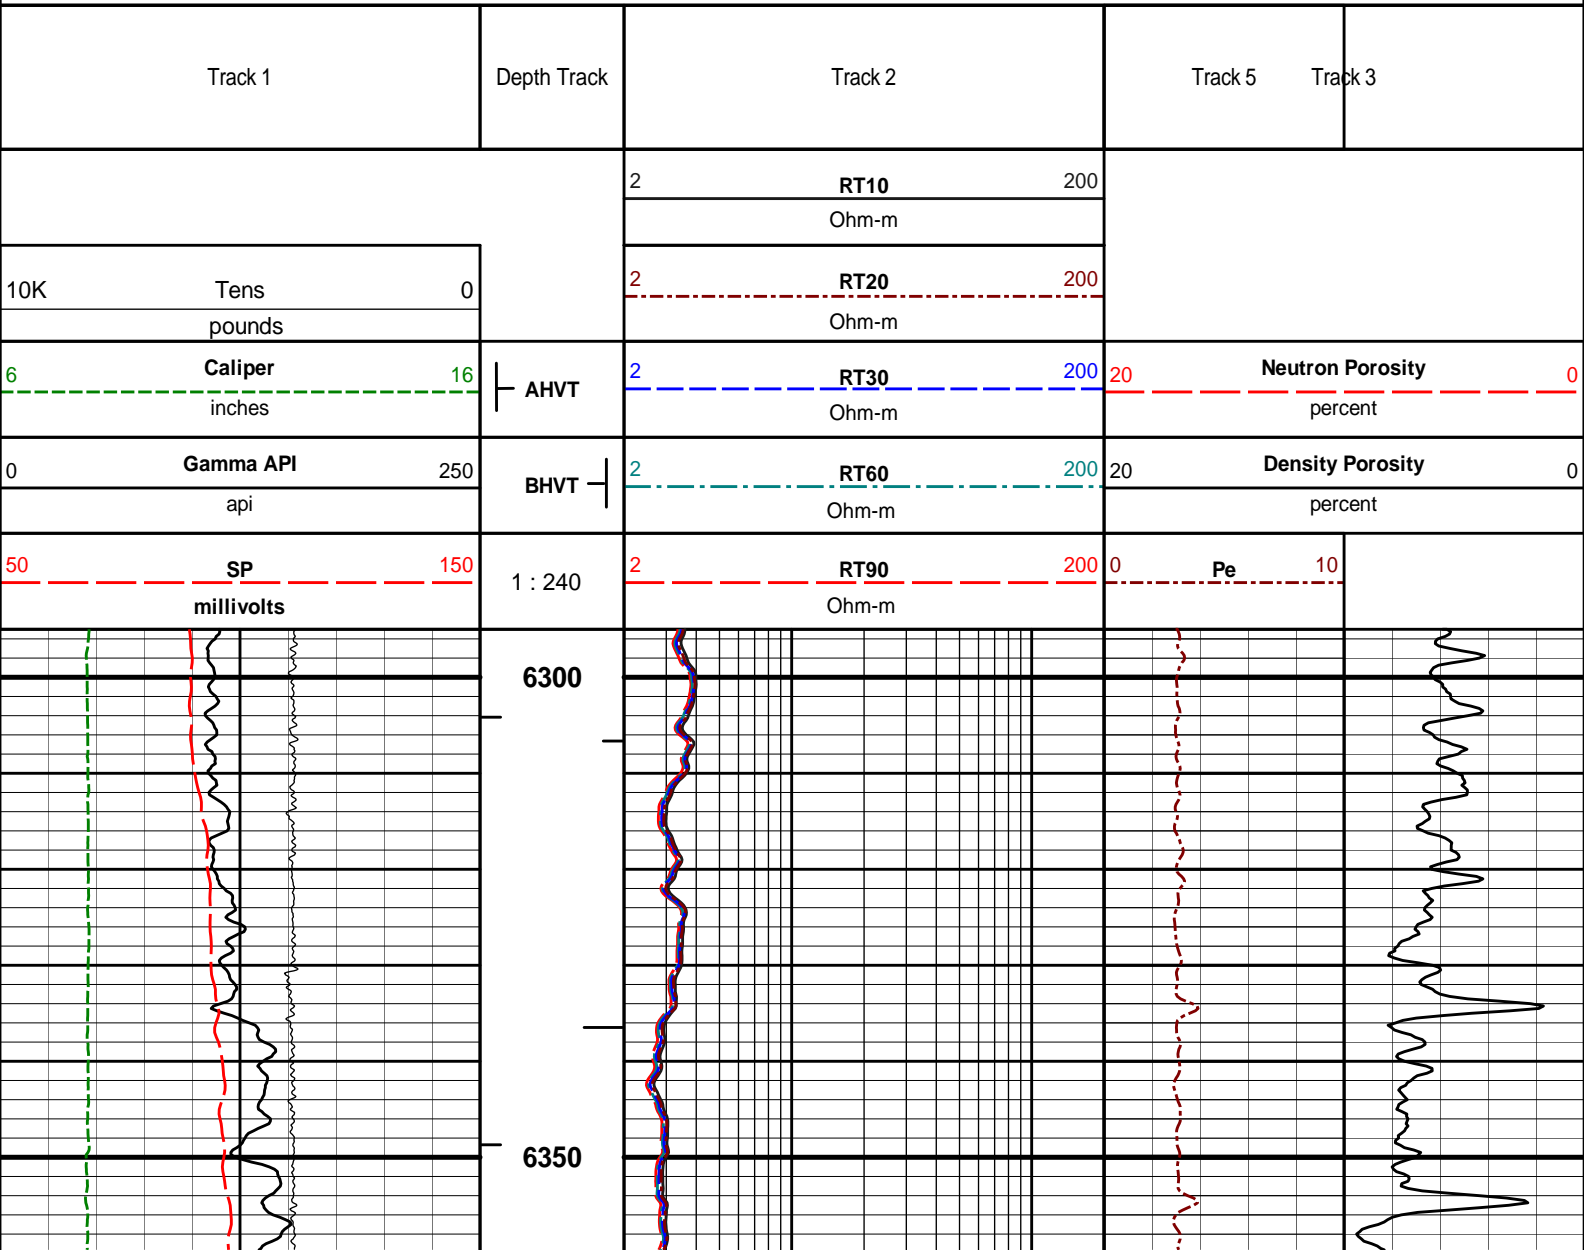 Track 1 Depth Track Track 2 Track 5 Track 3
2 RT10 200
Ohm-m
10K Tens 0
pounds
2 RT20 200
Ohm-m
6 Caliper 16
inches
AHVT
2 RT30 200
Ohm-m
20 Neutron Porosity 0
percent
0 Gamma API 250
api
BHVT
2 RT60 200
Ohm-m
20 Density Porosity 0
percent
50 SP 150
millivolts
1 : 240
2 RT90 200
Ohm-m
0 Pe 10
6300
6350